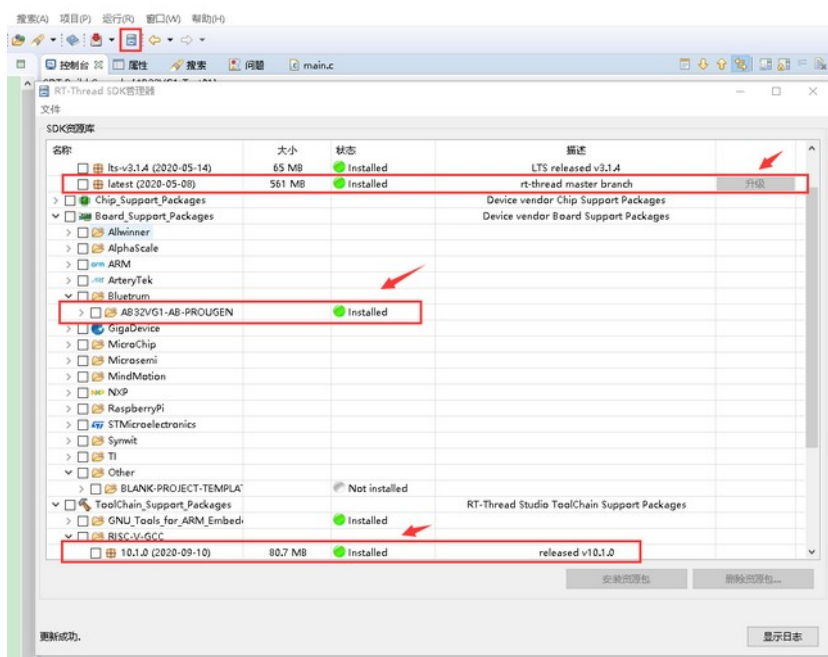 搜索(A) 项目(P) 运行(R) 窗口(W) 帮助(H)
控制台 属性 搜索 问题 main.c
RT-Thread SDK管理器
文件
SDK资源库
名称 大小 状态 描述
lts-v3.1.4 (2020-05-14) 65 MB Installed LTS released v3.1.4
latest (2020-05-08) 561 MB Installed rt-thread master branch 升级
Chip_Support_Packages Device vendor Chip Support Packages
Board_Support_Packages Device vendor Board Support Packages
Allwinner
AlphaScale
arm ARM
ArteryTek
Bluetrum
AB32VG1-AB-PROUGEN Installed
GigaDevice
MicroChip
Microsemi
MindMotion
NXP NXP
RaspberryPi
STMicroelectronics
Synwit
TI
Other
BLANK-PROJECT-TEMPLA Not installed
ToolChain_Support_Packages RT-Thread Studio ToolChain Support Packages
GNU_Tools_for_ARM_Embed Installed
RISC-V-GCC
10.1.0 (2020-09-10) 80.7 MB Installed released v10.1.0
安装资源包 删除资源包...
更新成功. 显示日志